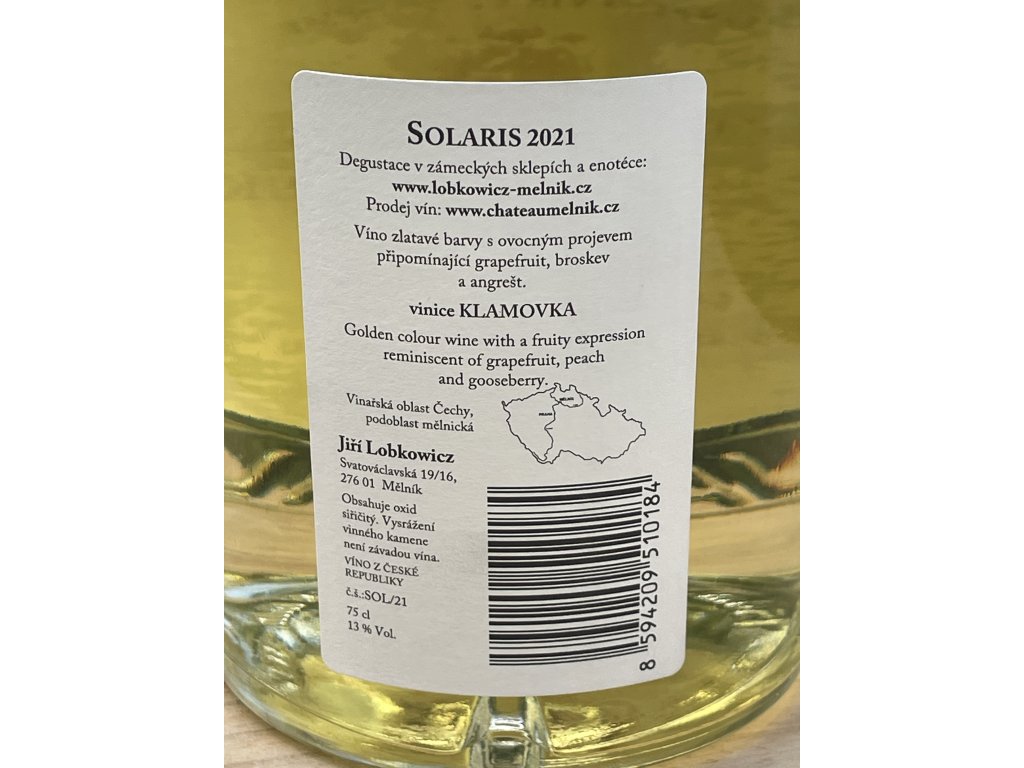 SOLARIS 2021
Degustace v zámeckých sklepích a enotéce:
www.lobkowicz-melnik.cz
Prodej vín: www.chateaumelnik.cz
Víno zlatavé barvy s ovocným projevem
připomínající grapefruit, broskev
a angrešt.
vinice KLAMOVKA
Golden colour wine with a fruity expression
reminiscent of grapefruit, peach
and gooseberry.
Vinařská oblast Čechy,
podoblast mělnická
MĚLNÍK
PRAHA
Jiří Lobkowicz
Svatováclavská 19/16,
276 01 Mělník
Obsahuje oxid
siřičitý. Vysrážení
vinného kamene
není závadou vína.
VÍNO Z ČESKÉ
REPUBLIKY
č.š.:SOL/21
75 cl
13 % Vol.
8 594209 510184